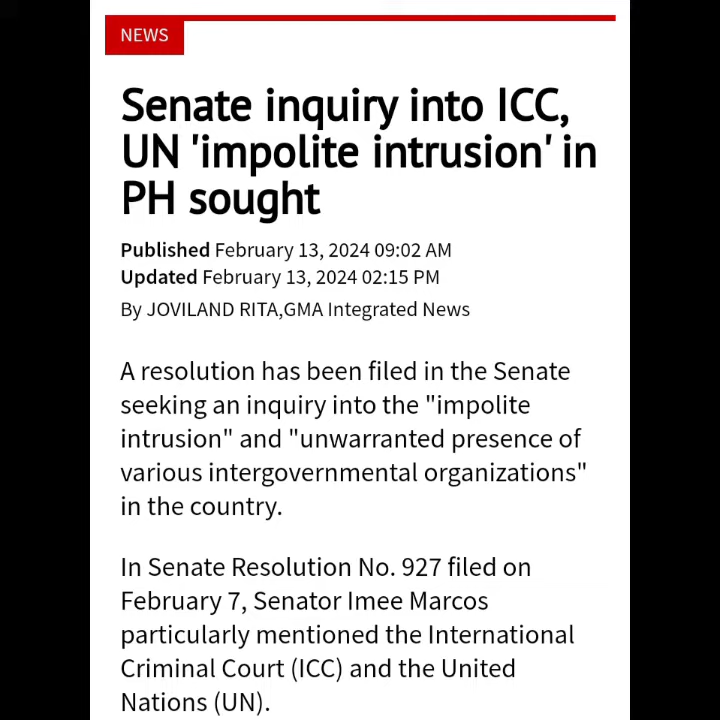 NEWS
Senate inquiry into ICC,
UN 'impolite intrusion' in
PH sought
Published February 13, 2024 09:02 AM
Updated February 13, 2024 02:15 PM
By JOVILAND RITA,GMA Integrated News
A resolution has been filed in the Senate
seeking an inquiry into the "impolite
intrusion" and "unwarranted presence of
various intergovernmental organizations"
in the country.
In Senate Resolution No. 927 filed on
February 7, Senator Imee Marcos
particularly mentioned the International
Criminal Court (ICC) and the United
Nations (UN).